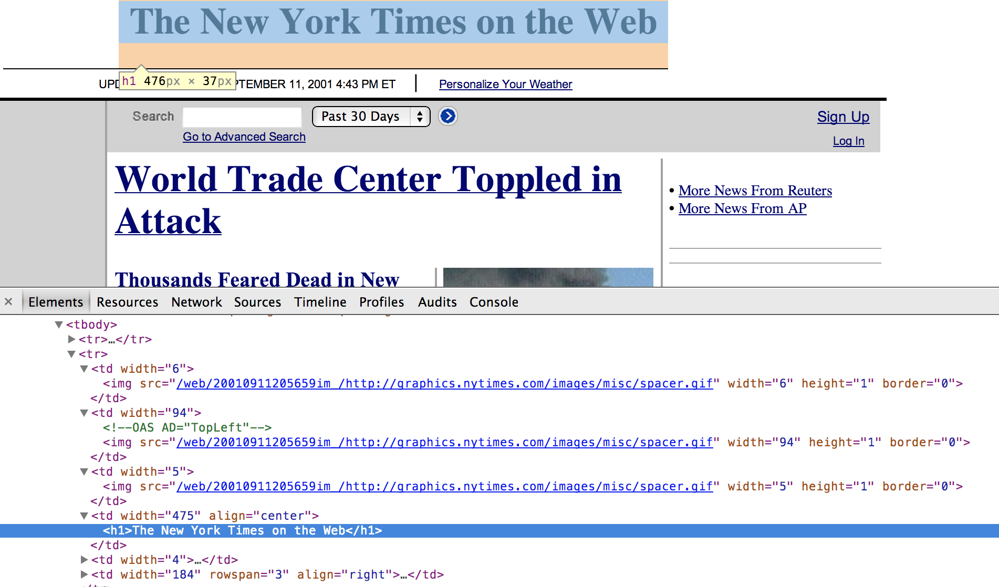 The New York Times on the Web
h1 476px × 37px
UPD PTEMBER 11, 2001 4:43 PM ET
Personalize Your Weather
Search
Past 30 Days
Sign Up
Go to Advanced Search
Log In
World Trade Center Toppled in
Attack
• More News From Reuters
• More News From AP
Thousands Feared Dead in New
× Elements Resources Network Sources Timeline Profiles Audits Console
▼<tbody>
▶<tr>…</tr>
▼<tr>
▼<td width="6">
<img src="/web/20010911205659im_/http://graphics.nytimes.com/images/misc/spacer.gif" width="6" height="1" border="0">
</td>
▼<td width="94">
<!--OAS AD="TopLeft"-->
<img src="/web/20010911205659im_/http://graphics.nytimes.com/images/misc/spacer.gif" width="94" height="1" border="0">
</td>
▼<td width="5">
<img src="/web/20010911205659im_/http://graphics.nytimes.com/images/misc/spacer.gif" width="5" height="1" border="0">
</td>
▼<td width="475" align="center">
<h1>The New York Times on the Web</h1>
</td>
▶<td width="4">…</td>
▶<td width="184" rowspan="3" align="right">…</td>